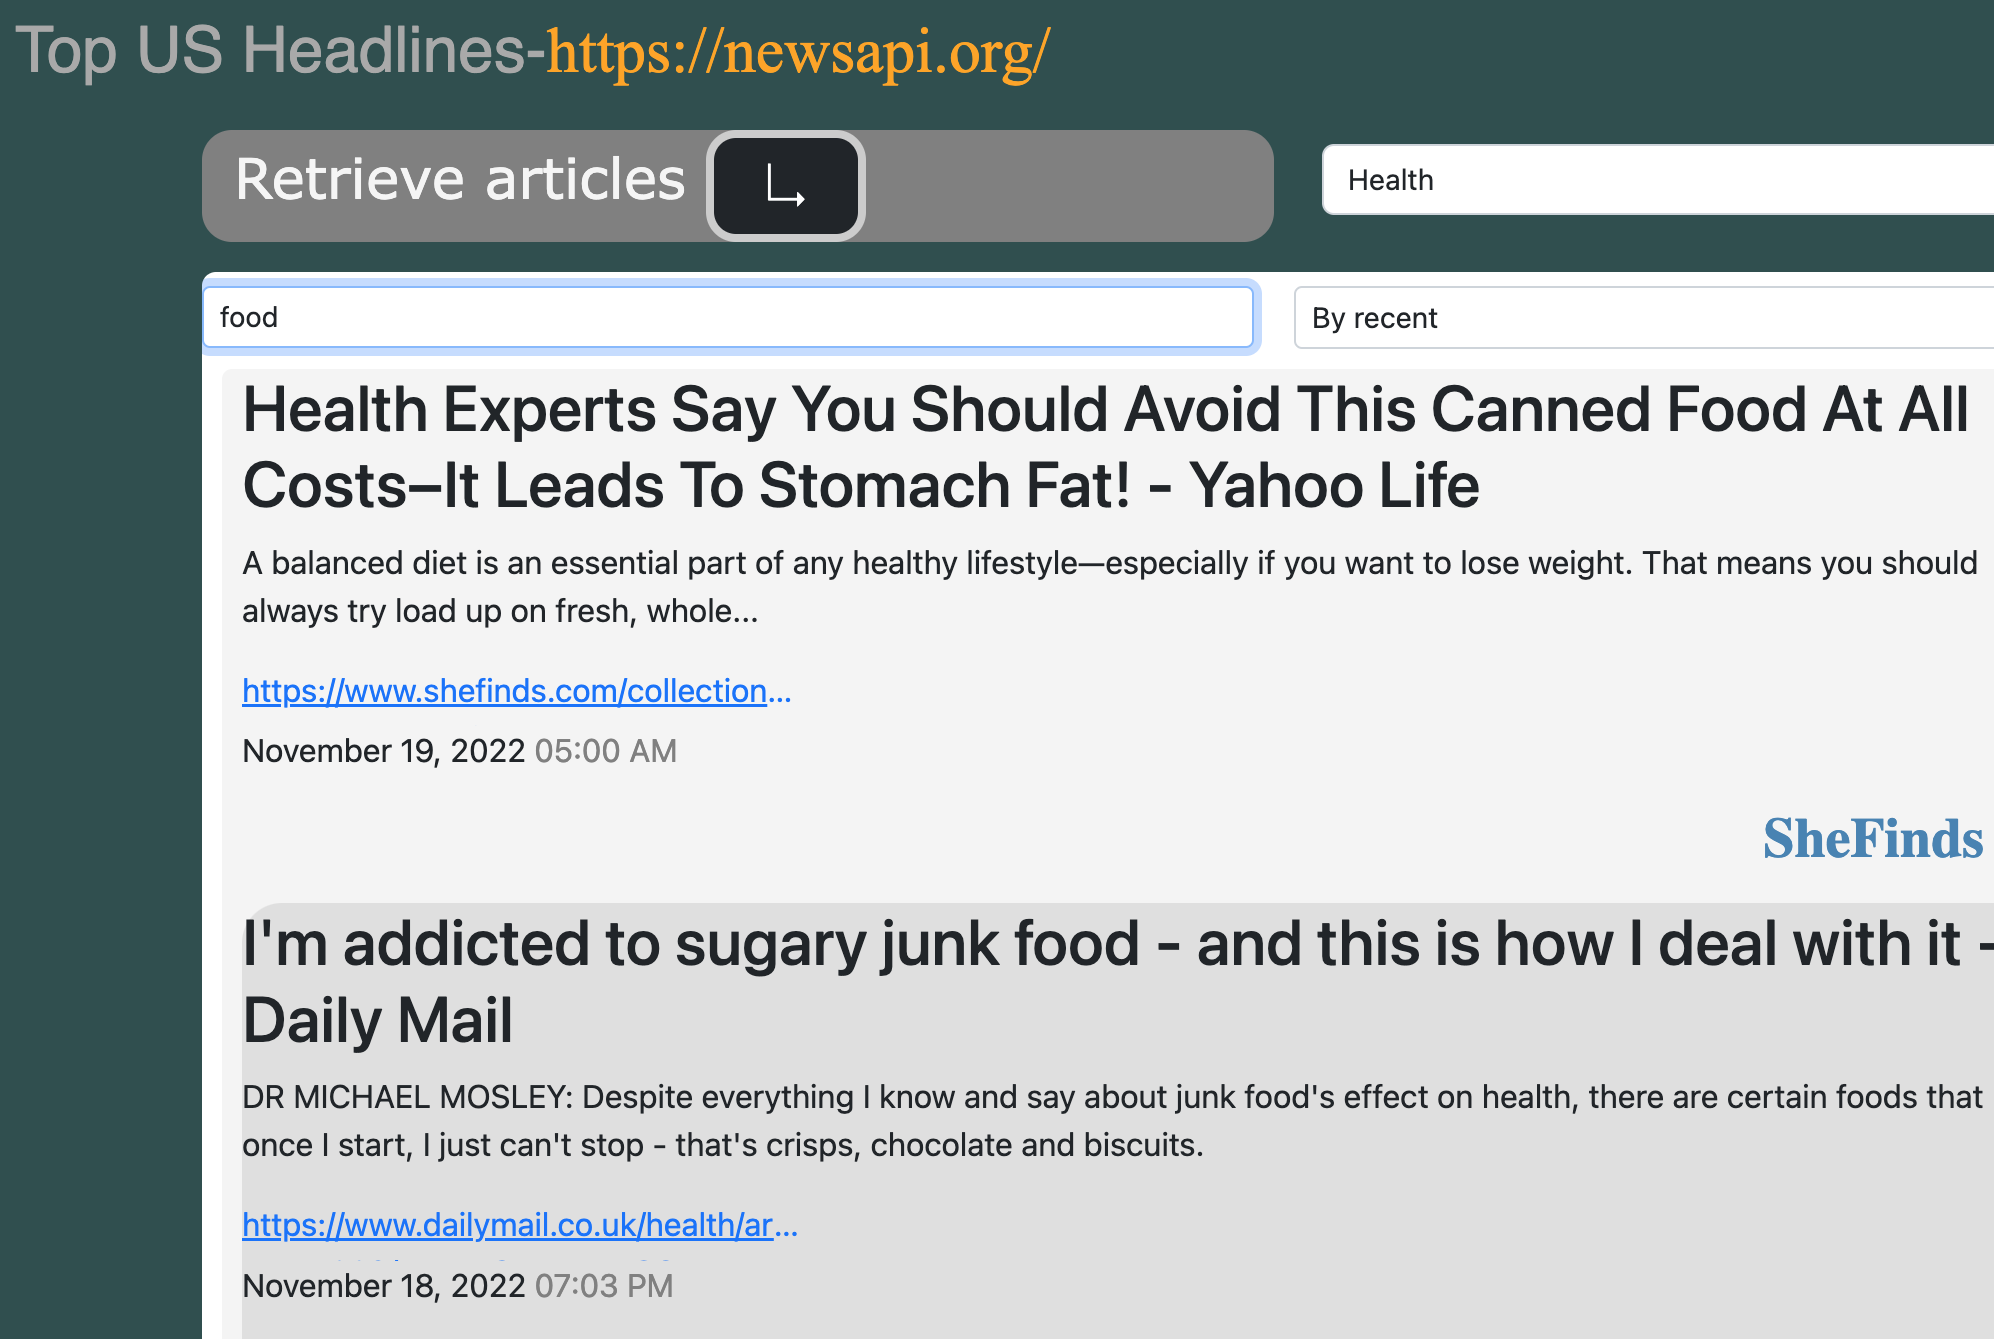 Top US Headlines-https://newsapi.org/
Retrieve articles
Health
food
By recent
Health Experts Say You Should Avoid This Canned Food At All
Costs–It Leads To Stomach Fat! - Yahoo Life
A balanced diet is an essential part of any healthy lifestyle—especially if you want to lose weight. That means you should
always try load up on fresh, whole...
https://www.shefinds.com/collection...
November 19, 2022 05:00 AM
SheFinds
I'm addicted to sugary junk food - and this is how I deal with it -
Daily Mail
DR MICHAEL MOSLEY: Despite everything I know and say about junk food's effect on health, there are certain foods that
once I start, I just can't stop - that's crisps, chocolate and biscuits.
https://www.dailymail.co.uk/health/ar...
November 18, 2022 07:03 PM